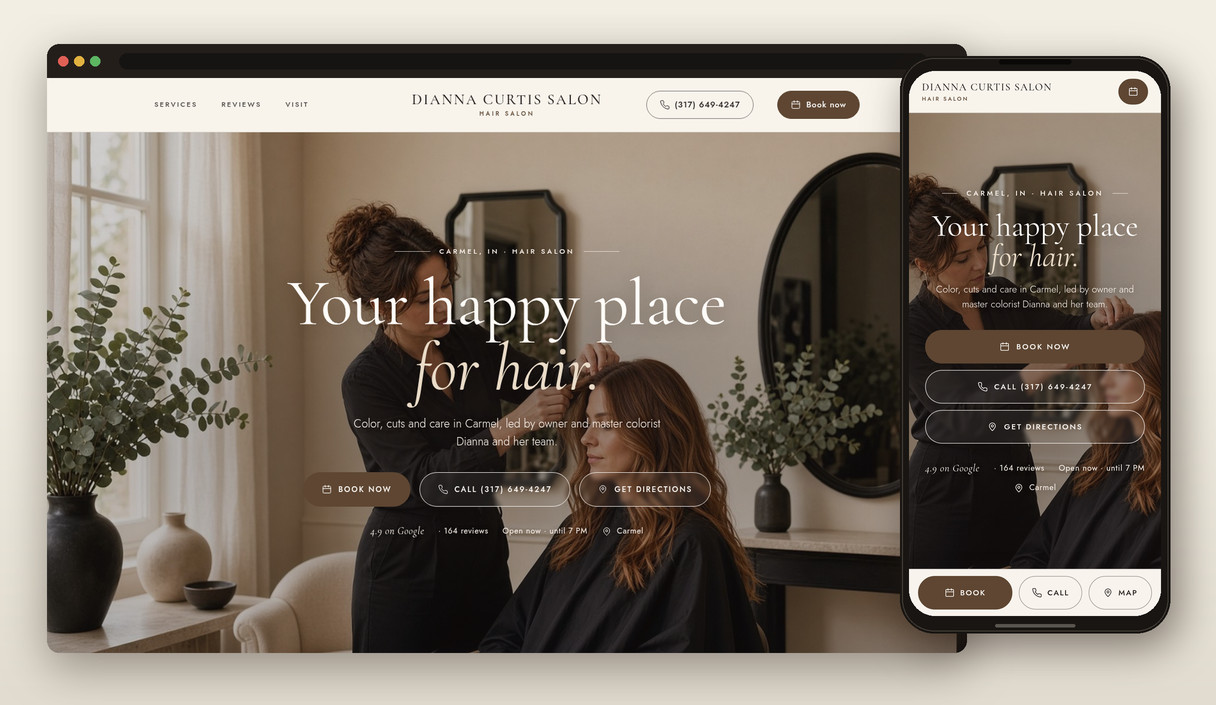 SERVICES REVIEWS VISIT
DIANNA CURTIS SALON
HAIR SALON
(317) 649-4247
Book now
CARMEL, IN · HAIR SALON
Your happy place
for hair.
Color, cuts and care in Carmel, led by owner and master colorist
Dianna and her team.
BOOK NOW
CALL (317) 649-4247
GET DIRECTIONS
4.9 on Google · 164 reviews Open now · until 7 PM Carmel
DIANNA CURTIS SALON
HAIR SALON
CARMEL, IN · HAIR SALON
Your happy place
for hair.
Color, cuts and care in Carmel, led by owner and
master colorist Dianna and her team.
BOOK NOW
CALL (317) 649-4247
GET DIRECTIONS
4.9 on Google · 164 reviews Open now · until 7 PM
Carmel
BOOK
CALL
MAP